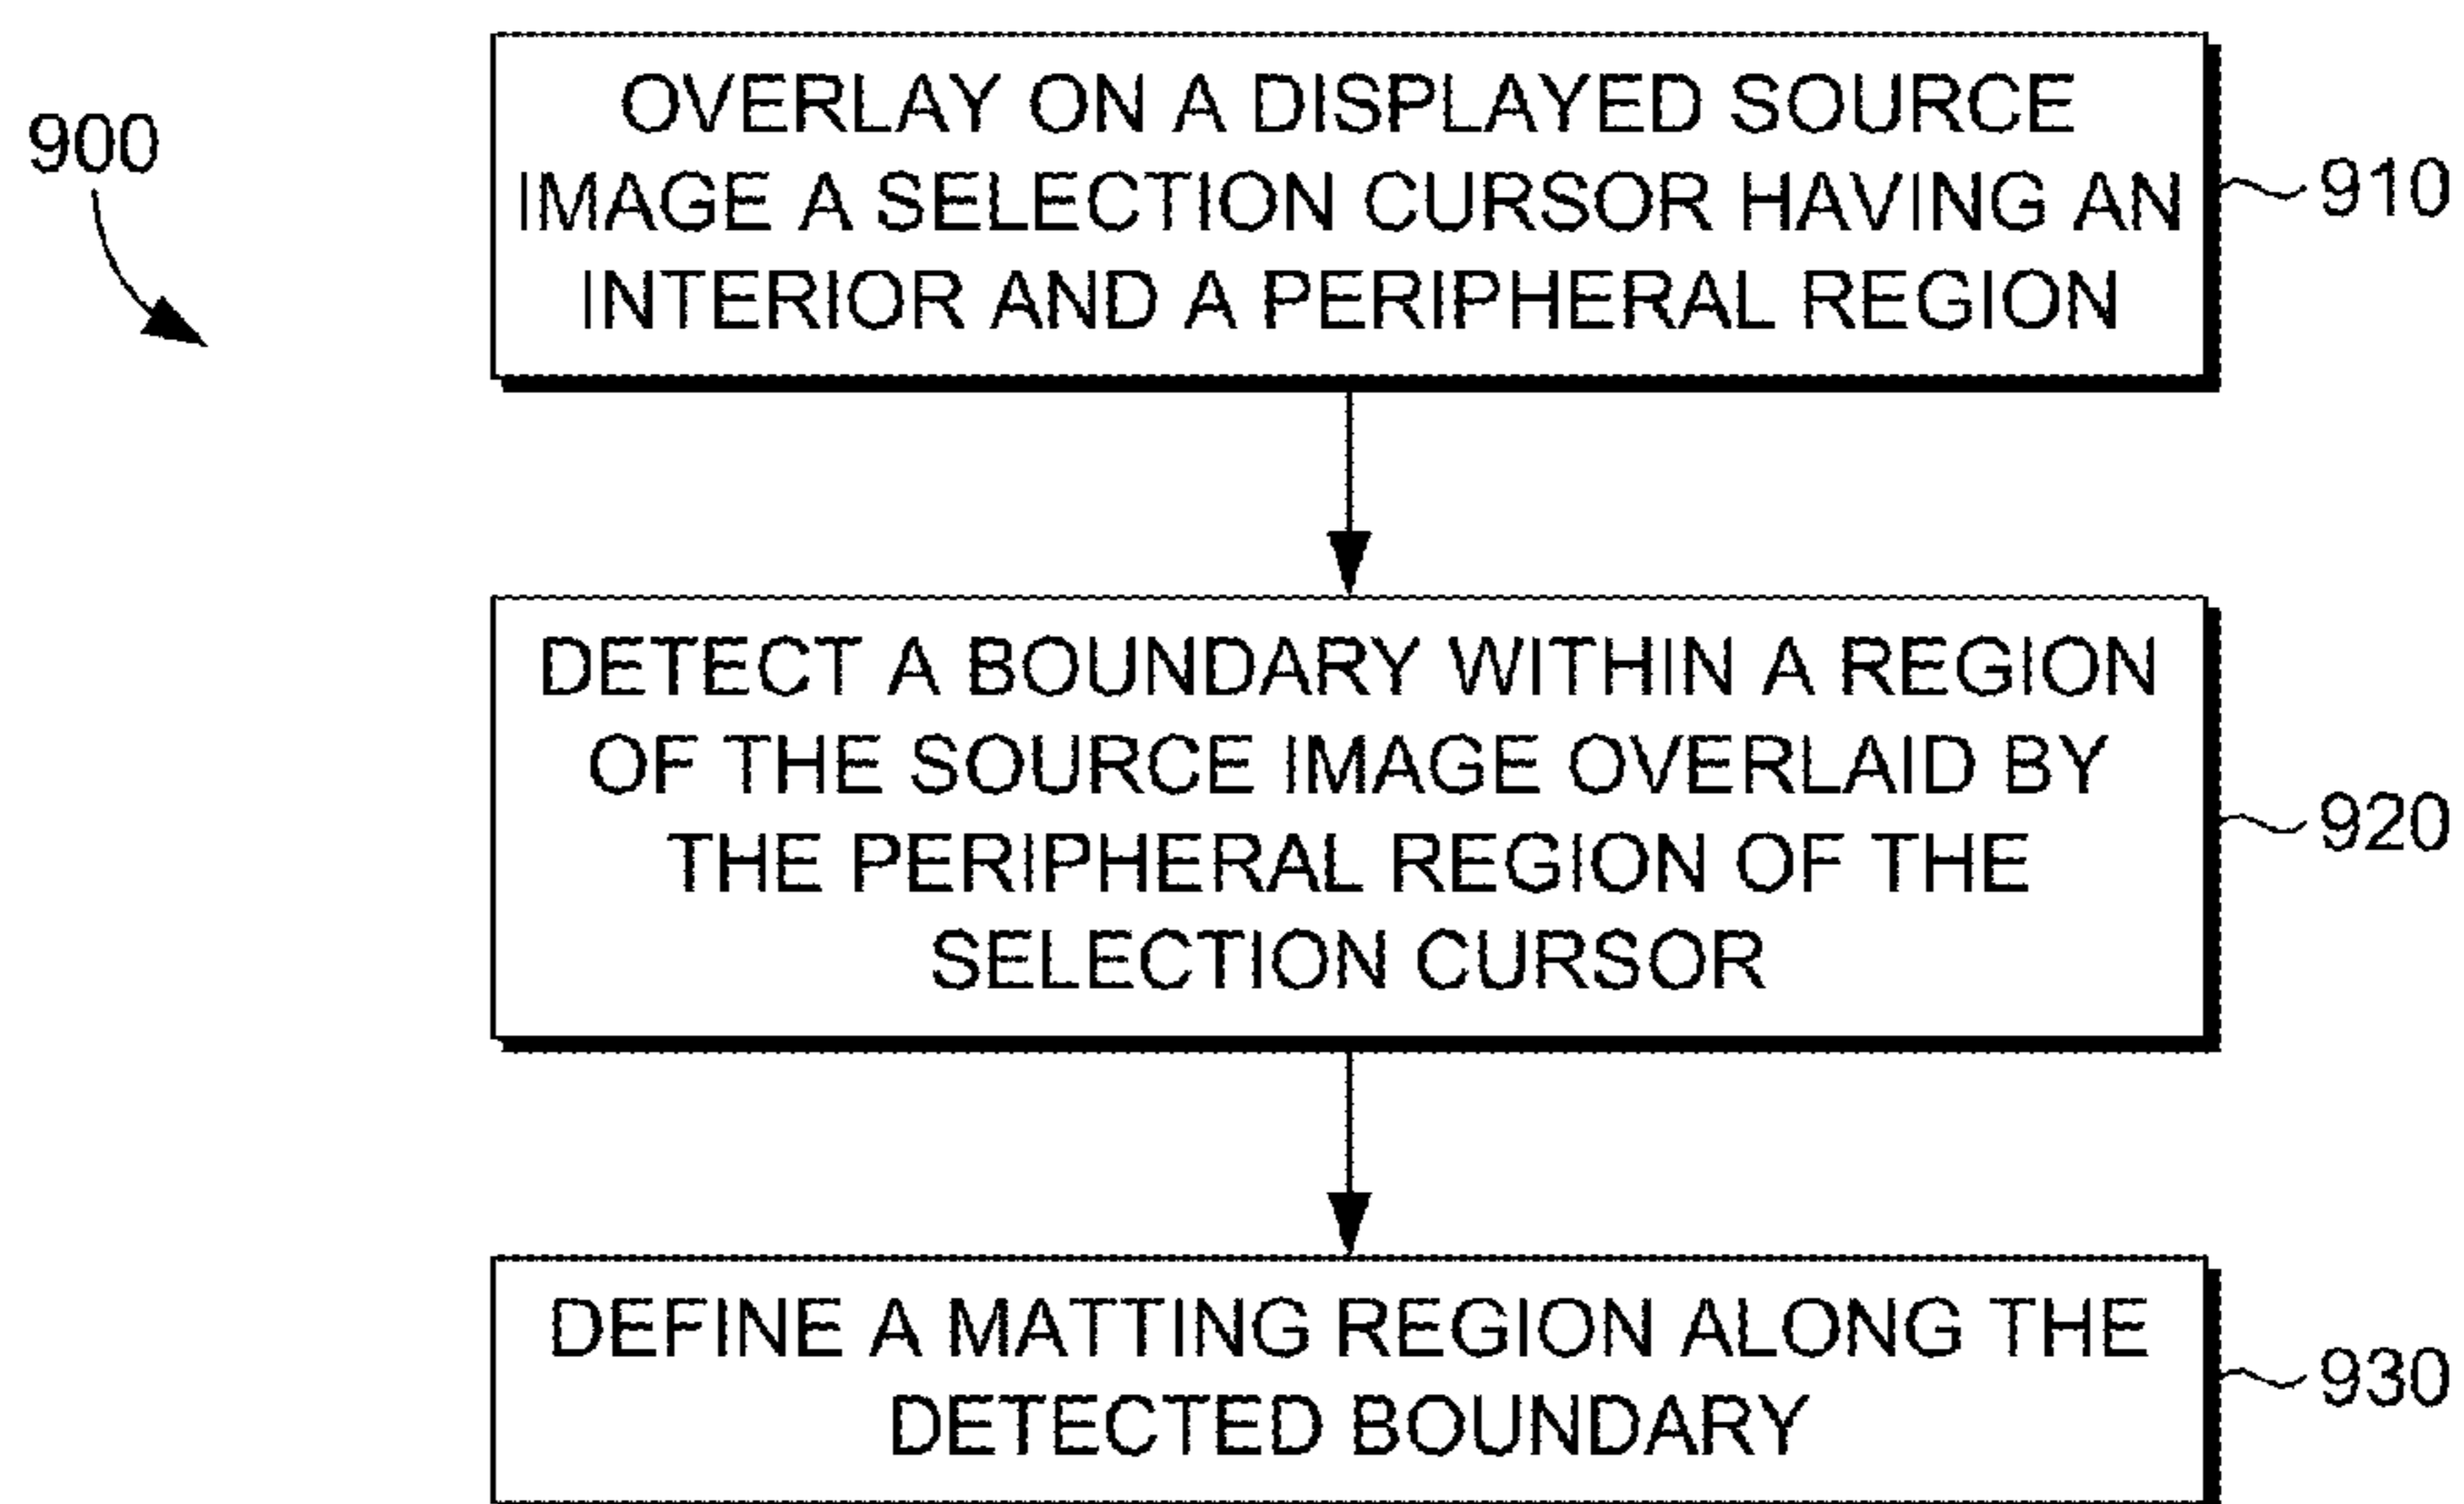 900
OVERLAY ON A DISPLAYED SOURCE
IMAGE A SELECTION CURSOR HAVING AN
INTERIOR AND A PERIPHERAL REGION
910
DETECT A BOUNDARY WITHIN A REGION
OF THE SOURCE IMAGE OVERLAID BY
THE PERIPHERAL REGION OF THE
SELECTION CURSOR
920
DEFINE A MATTING REGION ALONG THE
DETECTED BOUNDARY
930